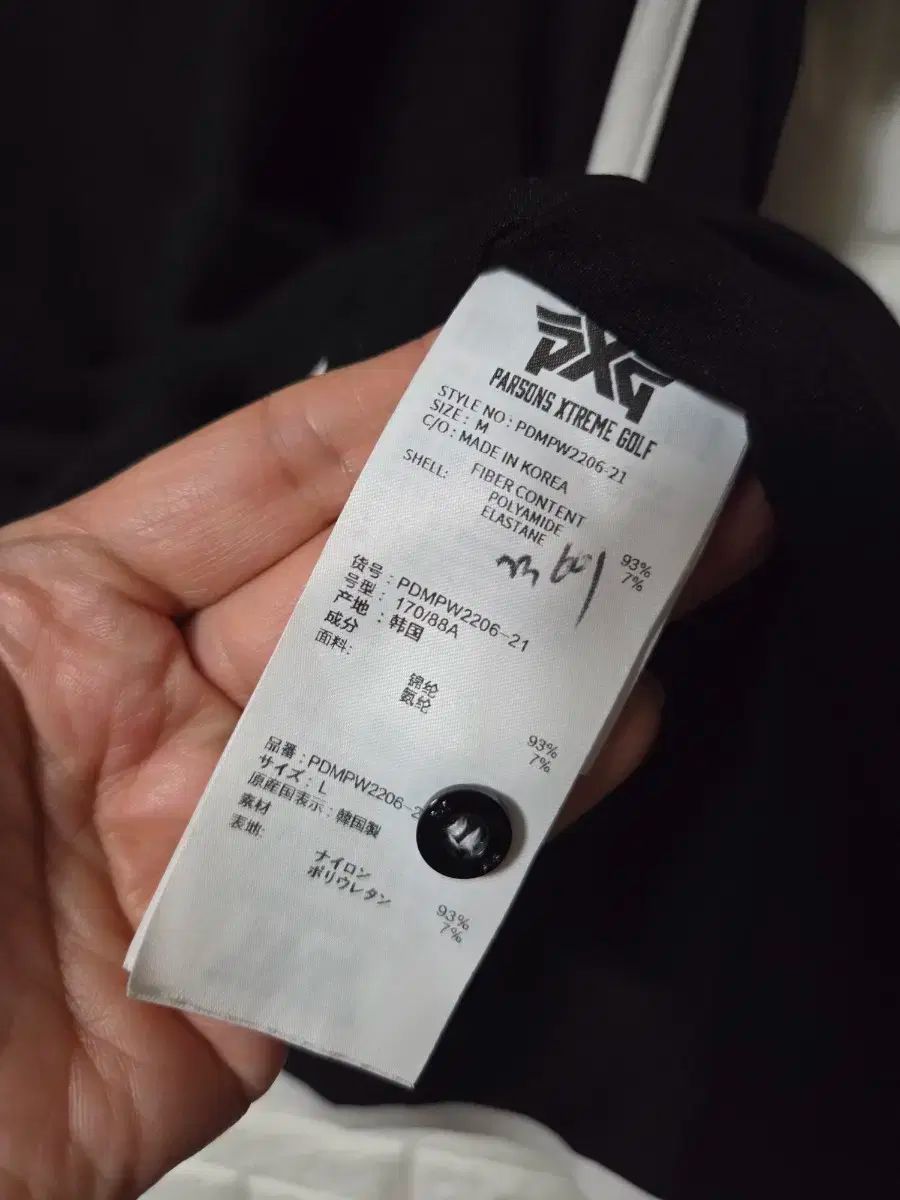 PXG
PARSONS XTREME GOLF
STYLE NO : PDMPW2206-21
SIZE : M
C/O : MADE IN KOREA
FIBER CONTENT
SHELL: POLYAMIDE 93%
ELASTANE 7%
货号 : PDMPW2206-21
号型 : 170/88A
产地 : 韩国
成分
面料:
锦纶 93%
氨纶 7%
品番 : PDMPW2206-2
サイズ : L
原産国表示 : 韓国製
素材
表地:
ナイロン 93%
ポリウレタン 7%